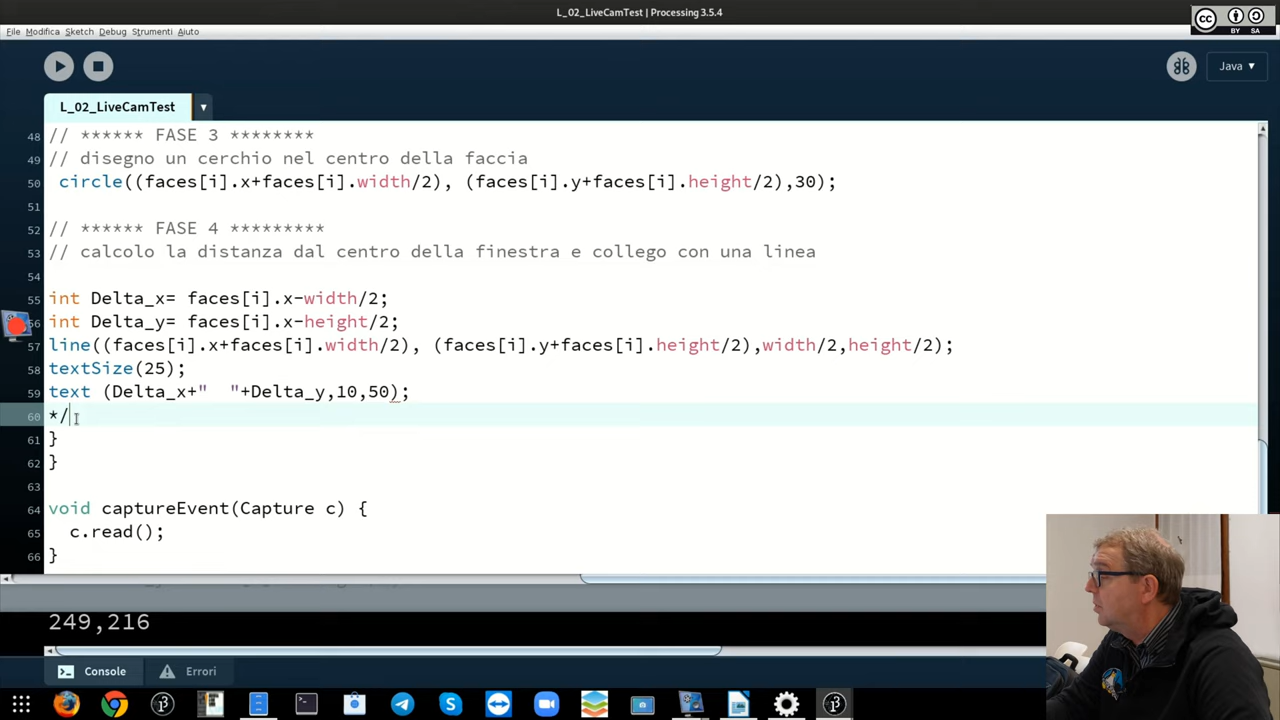 L_02_LiveCamTest | Processing 3.5.4
cc BY SA
File Modifica Sketch Debug Strumenti Aiuto
Java ▼
L_02_LiveCamTest ▼
48 // ****** FASE 3 ********
49 // disegno un cerchio nel centro della faccia
50 circle((faces[i].x+faces[i].width/2), (faces[i].y+faces[i].height/2),30);
51
52 // ****** FASE 4 *********
53 // calcolo la distanza dal centro della finestra e collego con una linea
54
55 int Delta_x= faces[i].x-width/2;
56 int Delta_y= faces[i].x-height/2;
57 line((faces[i].x+faces[i].width/2), (faces[i].y+faces[i].height/2),width/2,height/2);
58 textSize(25);
59 text (Delta_x+"  "+Delta_y,10,50);
60 */
61 }
62 }
63
64 void captureEvent(Capture c) {
65 c.read();
66 }
249,216
Console Errori